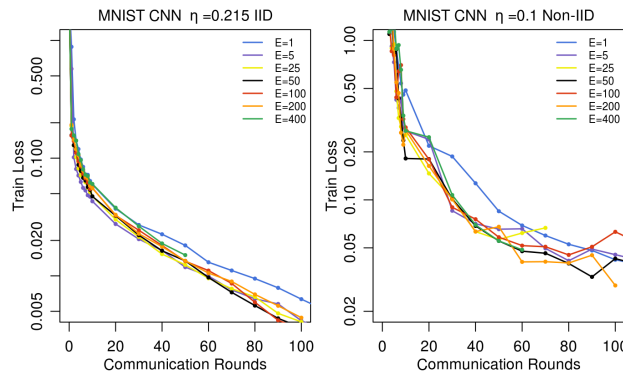 MNIST CNN η =0.215 IID
Train Loss
0.500
0.100
0.020
0.005
E=1
E=5
E=25
E=50
E=100
E=200
E=400
0 20 40 60 80 100
Communication Rounds
MNIST CNN η =0.1 Non-IID
Train Loss
1.00
0.50
0.20
0.10
0.05
0.02
E=1
E=5
E=25
E=50
E=100
E=200
E=400
0 20 40 60 80 100
Communication Rounds